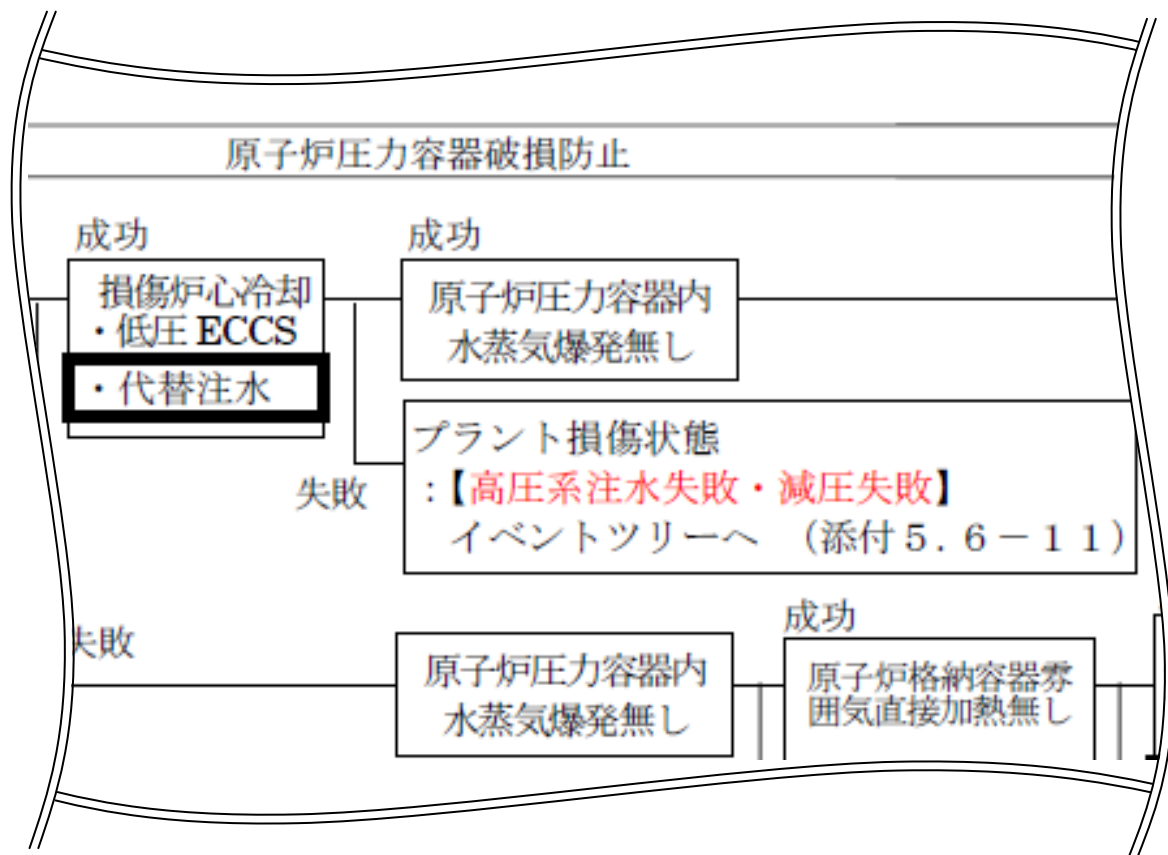 原子炉圧力容器破損防止
成功
損傷炉心冷却
・低圧 ECCS
・代替注水
成功
原子炉圧力容器内
水蒸気爆発無し
失敗
プラント損傷状態
:【高圧系注水失敗・減圧失敗】
イベントツリーへ （添付５．６－１１）
失敗
原子炉圧力容器内
水蒸気爆発無し
成功
原子炉格納容器雰
囲気直接加熱無し